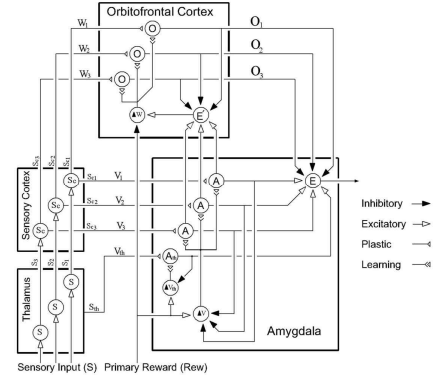 Orbitofrontal Cortex
W₁ O O₁
W₂ O O₂
W₃ O O₃
ΔW E'
Sc3 Sc2 Sc1
Sensory Cortex
Sc Sc1 V₁ A E
Sc Sc2 V₂ A
Sc Sc3 V₃ A
Vth Ath
S₃ S₂ S₁
Thalamus
S Sth ΔVth
S ΔV
S
Amygdala
Inhibitory
Excitatory
Plastic
Learning
Sensory Input (S) Primary Reward (Rew)